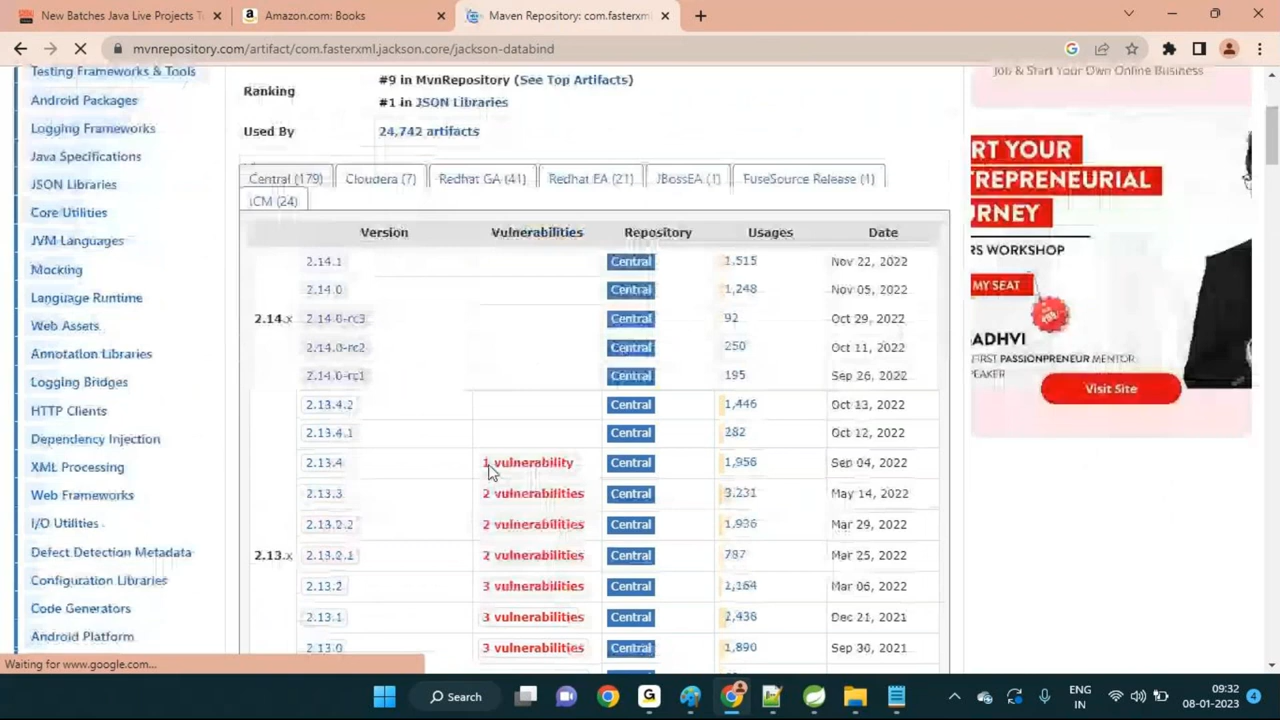 New Batches Java Live Projects T
Amazon.com: Books
Maven Repository: com.fasterxml
mvnrepository.com/artifact/com.fasterxml.jackson.core/jackson-databind
Testing Frameworks & Tools
Android Packages
Logging Frameworks
Java Specifications
JSON Libraries
Core Utilities
JVM Languages
Mocking
Language Runtime
Web Assets
Annotation Libraries
Logging Bridges
HTTP Clients
Dependency Injection
XML Processing
Web Frameworks
I/O Utilities
Defect Detection Metadata
Configuration Libraries
Code Generators
Android Platform
Ranking
#9 in MvnRepository (See Top Artifacts)
#1 in JSON Libraries
Used By
24,742 artifacts
Central (179) Cloudera (7) Redhat GA (41) Redhat EA (21) JBossEA (1) FuseSource Release (1)
ICM (24)
Version Vulnerabilities Repository Usages Date
2.14.1 Central 1,515 Nov 22, 2022
2.14.0 Central 1,248 Nov 05, 2022
2.14.x 2.14.0-rc3 Central 92 Oct 29, 2022
2.14.0-rc2 Central 250 Oct 11, 2022
2.14.0-rc1 Central 195 Sep 26, 2022
2.13.4.2 Central 1,446 Oct 13, 2022
2.13.4.1 Central 282 Oct 12, 2022
2.13.4 1 vulnerability Central 1,956 Sep 04, 2022
2.13.3 2 vulnerabilities Central 3,231 May 14, 2022
2.13.2.2 2 vulnerabilities Central 1,936 Mar 29, 2022
2.13.x 2.13.2.1 2 vulnerabilities Central 787 Mar 25, 2022
2.13.2 3 vulnerabilities Central 2,164 Mar 06, 2022
2.13.1 3 vulnerabilities Central 2,436 Dec 21, 2021
2.13.0 3 vulnerabilities Central 1,890 Sep 30, 2021
Job & Start Your Own Online Business
RT YOUR
TREPRENEURIAL
URNEY
RS WORKSHOP
MY SEAT
ADHVI
FIRST PASSIONPRENEUR MENTOR,
PEAKER
Visit Site
Waiting for www.google.com...
Search
ENG
IN
09:32
08-01-2023
4